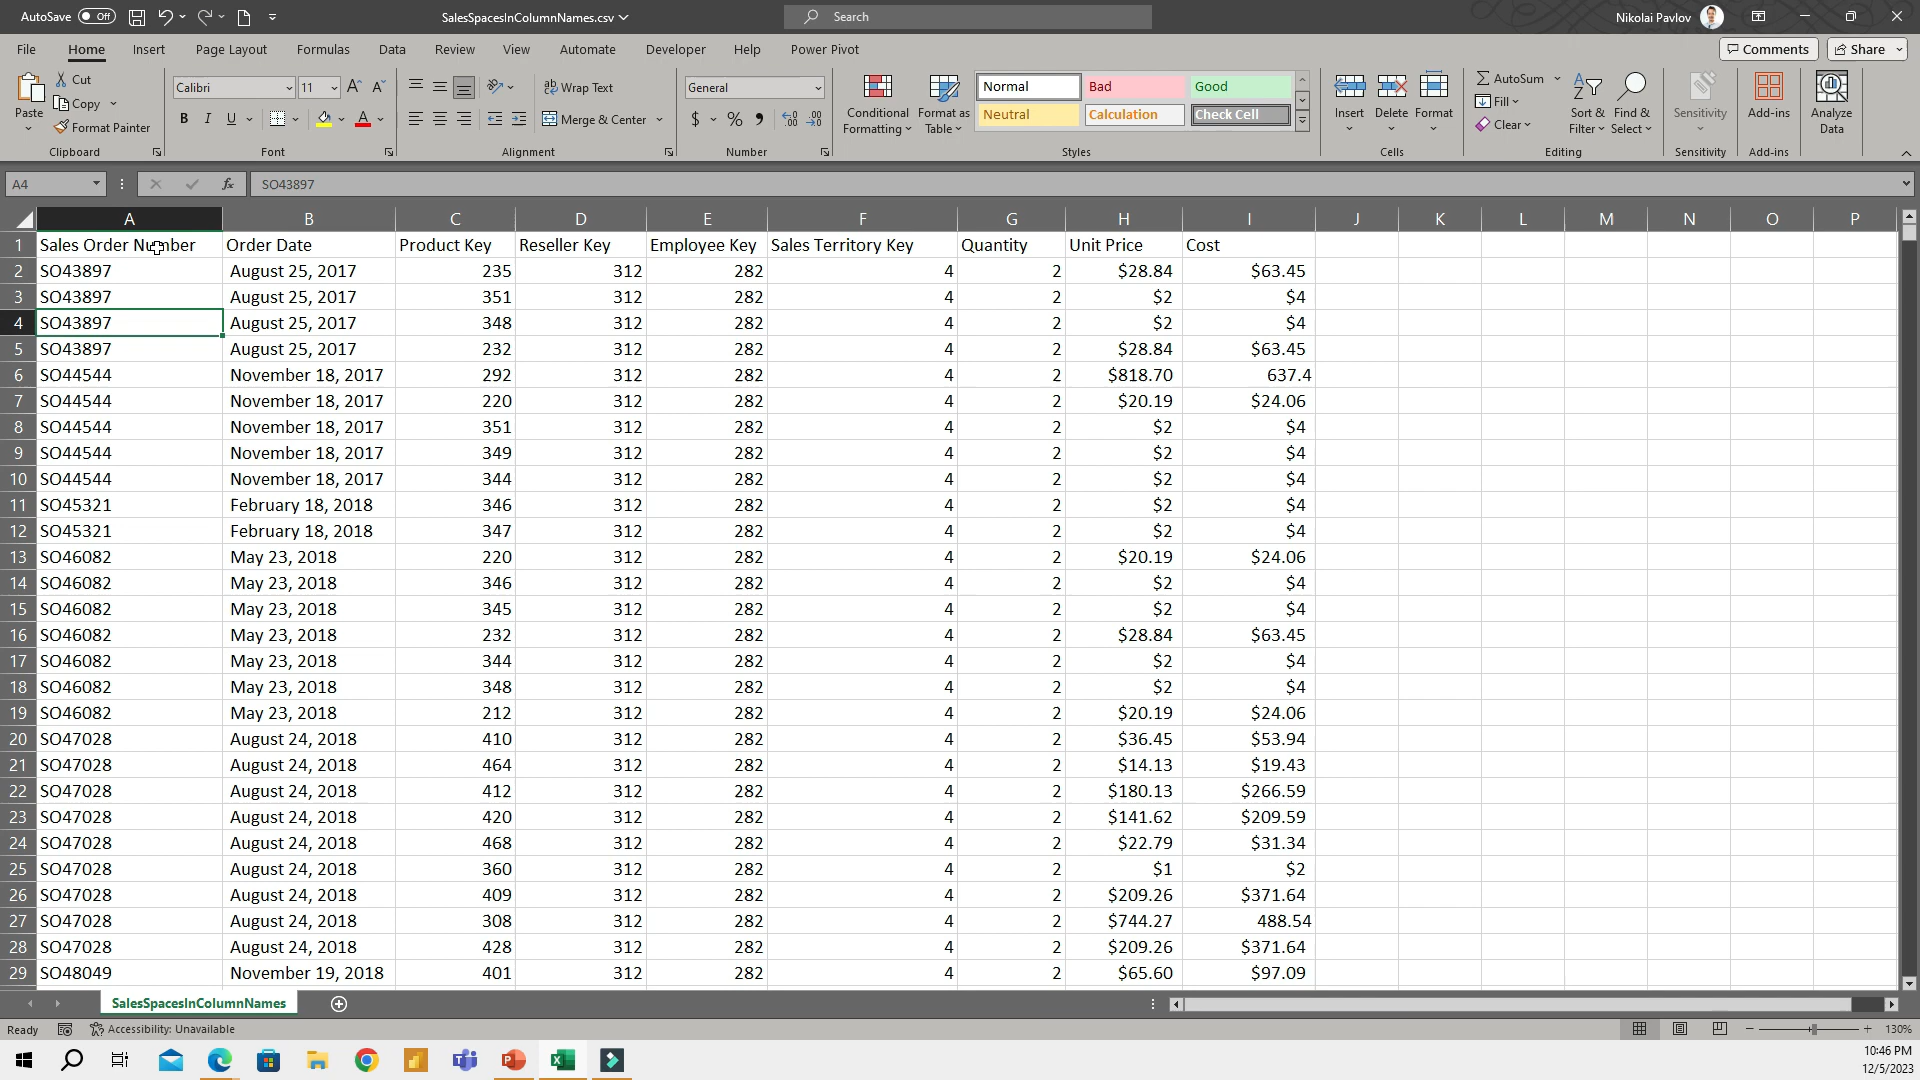 AutoSave Off SalesSpacesInColumnNames.csv Search Nikolai Pavlov
File Home Insert Page Layout Formulas Data Review View Automate Developer Help Power Pivot Comments Share
Cut Calibri 11 Wrap Text General Normal Bad Good AutoSum
Copy Fill
Paste Format Painter B I U Merge & Center $ % Conditional Formatting Format as Table Neutral Calculation Check Cell Insert Delete Format Clear Sort & Filter Find & Select Sensitivity Add-ins Analyze Data
Clipboard Font Alignment Number Styles Cells Editing Sensitivity Add-ins
A4 fx SO43897
A B C D E F G H I J K L M N O P
1 Sales Order Number Order Date Product Key Reseller Key Employee Key Sales Territory Key Quantity Unit Price Cost
2 SO43897 August 25, 2017 235 312 282 4 2 $28.84 $63.45
3 SO43897 August 25, 2017 351 312 282 4 2 $2 $4
4 SO43897 August 25, 2017 348 312 282 4 2 $2 $4
5 SO43897 August 25, 2017 232 312 282 4 2 $28.84 $63.45
6 SO44544 November 18, 2017 292 312 282 4 2 $818.70 637.4
7 SO44544 November 18, 2017 220 312 282 4 2 $20.19 $24.06
8 SO44544 November 18, 2017 351 312 282 4 2 $2 $4
9 SO44544 November 18, 2017 349 312 282 4 2 $2 $4
10 SO44544 November 18, 2017 344 312 282 4 2 $2 $4
11 SO45321 February 18, 2018 346 312 282 4 2 $2 $4
12 SO45321 February 18, 2018 347 312 282 4 2 $2 $4
13 SO46082 May 23, 2018 220 312 282 4 2 $20.19 $24.06
14 SO46082 May 23, 2018 346 312 282 4 2 $2 $4
15 SO46082 May 23, 2018 345 312 282 4 2 $2 $4
16 SO46082 May 23, 2018 232 312 282 4 2 $28.84 $63.45
17 SO46082 May 23, 2018 344 312 282 4 2 $2 $4
18 SO46082 May 23, 2018 348 312 282 4 2 $2 $4
19 SO46082 May 23, 2018 212 312 282 4 2 $20.19 $24.06
20 SO47028 August 24, 2018 410 312 282 4 2 $36.45 $53.94
21 SO47028 August 24, 2018 464 312 282 4 2 $14.13 $19.43
22 SO47028 August 24, 2018 412 312 282 4 2 $180.13 $266.59
23 SO47028 August 24, 2018 420 312 282 4 2 $141.62 $209.59
24 SO47028 August 24, 2018 468 312 282 4 2 $22.79 $31.34
25 SO47028 August 24, 2018 360 312 282 4 2 $1 $2
26 SO47028 August 24, 2018 409 312 282 4 2 $209.26 $371.64
27 SO47028 August 24, 2018 308 312 282 4 2 $744.27 488.54
28 SO47028 August 24, 2018 428 312 282 4 2 $209.26 $371.64
29 SO48049 November 19, 2018 401 312 282 4 2 $65.60 $97.09
SalesSpacesInColumnNames
Ready Accessibility: Unavailable 130%
10:46 PM
12/5/2023